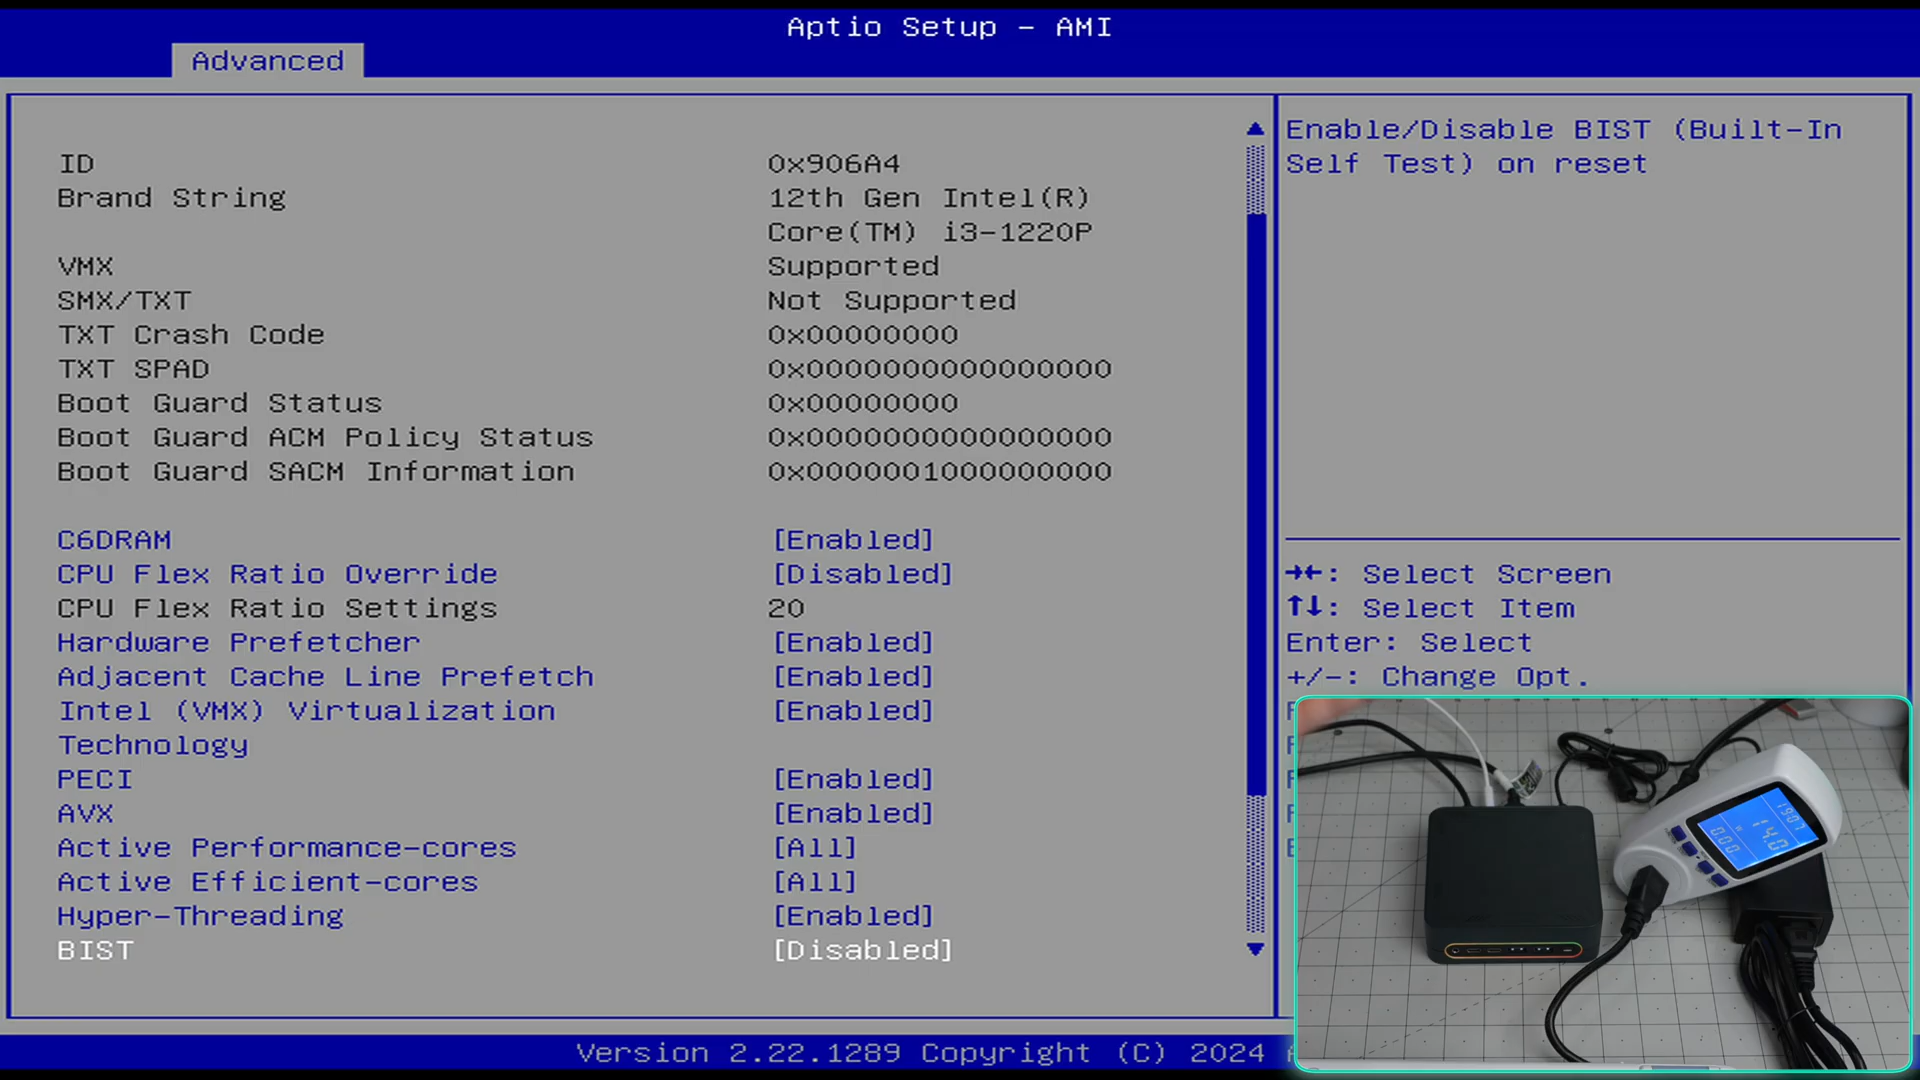 Aptio Setup - AMI
Advanced
ID 0x906A4
Brand String 12th Gen Intel(R)
Core(TM) i3-1220P
VMX Supported
SMX/TXT Not Supported
TXT Crash Code 0x00000000
TXT SPAD 0x0000000000000000
Boot Guard Status 0x00000000
Boot Guard ACM Policy Status 0x0000000000000000
Boot Guard SACM Information 0x0000001000000000
C6DRAM [Enabled]
CPU Flex Ratio Override [Disabled]
CPU Flex Ratio Settings 20
Hardware Prefetcher [Enabled]
Adjacent Cache Line Prefetch [Enabled]
Intel (VMX) Virtualization [Enabled]
Technology
PECI [Enabled]
AVX [Enabled]
Active Performance-cores [All]
Active Efficient-cores [All]
Hyper-Threading [Enabled]
BIST [Disabled]
Enable/Disable BIST (Built-In
Self Test) on reset
→←: Select Screen
↑↓: Select Item
Enter: Select
+/-: Change Opt.
Version 2.22.1289 Copyright (C) 2024